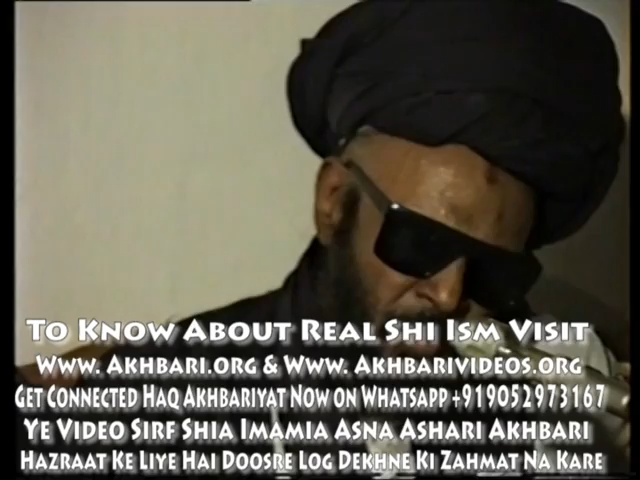 To Know About Real Shi Ism Visit
Www. Akhbari.org & Www. Akhbarivideos.org
Get Connected Haq Akhbariyat Now on Whatsapp +919052973167
Ye Video Sirf Shia Imamia Asna Ashari Akhbari
Hazraat Ke Liye Hai Doosre Log Dekhne Ki Zahmat Na Kare